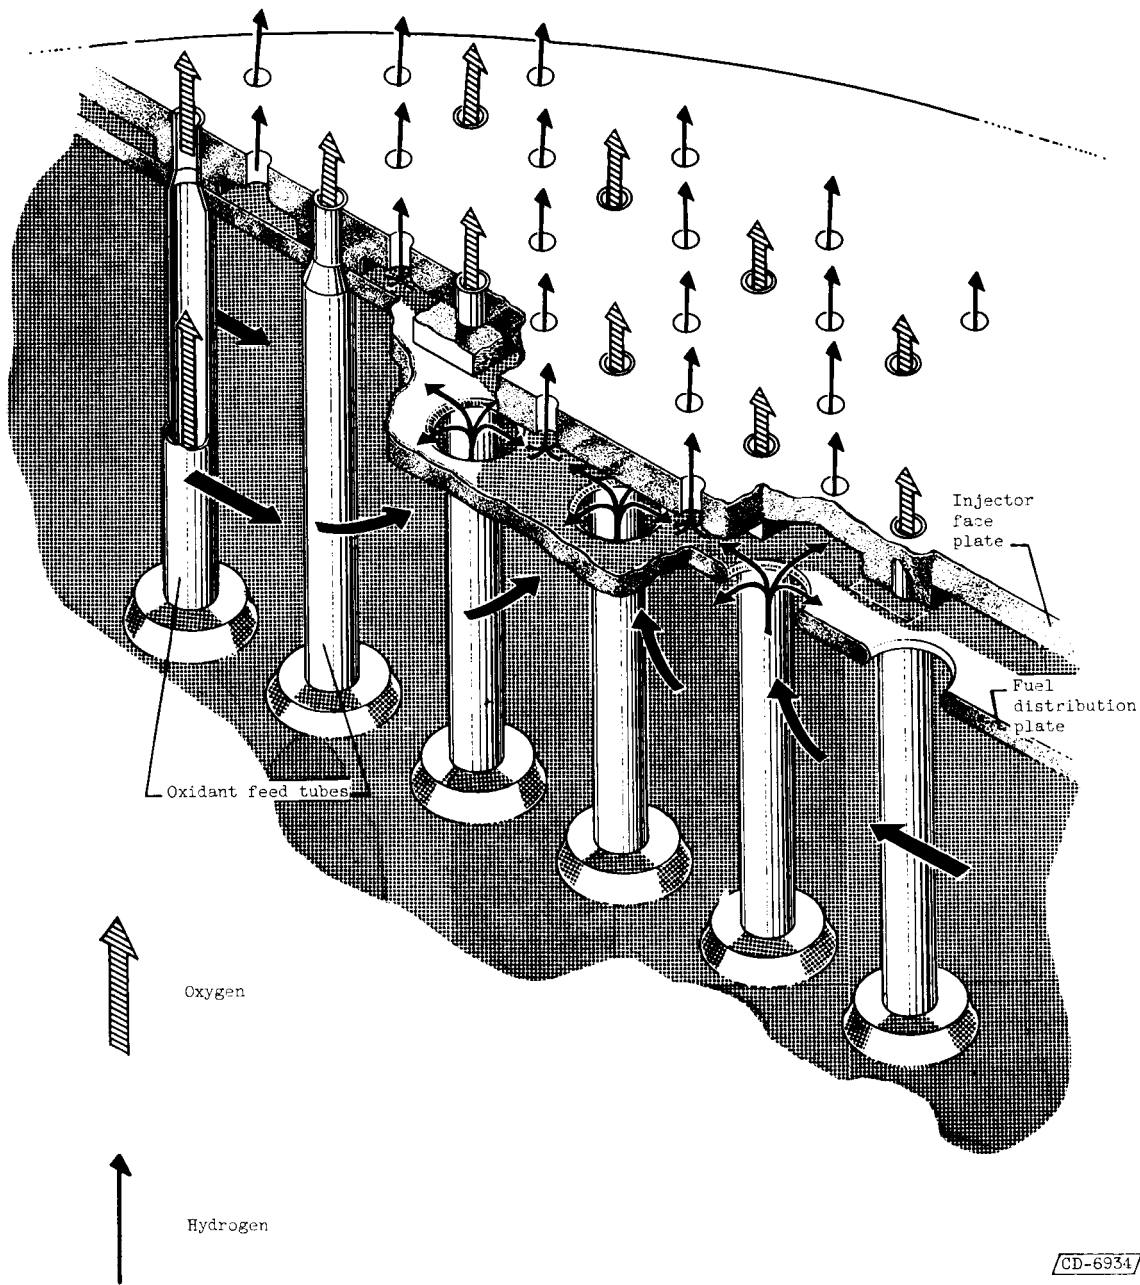 Injector
face
plate
Fuel
distribution
plate
Oxidant feed tubes
Oxygen
Hydrogen
CD-6934